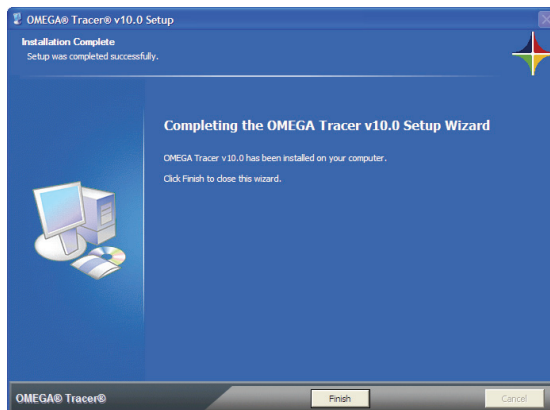 OMEGA® Tracer® v10.0 Setup
Installation Complete
Setup was completed successfully.
Completing the OMEGA Tracer v10.0 Setup Wizard
OMEGA Tracer v10.0 has been installed on your computer.
Click Finish to close this wizard.
OMEGA® Tracer®
Finish
Cancel